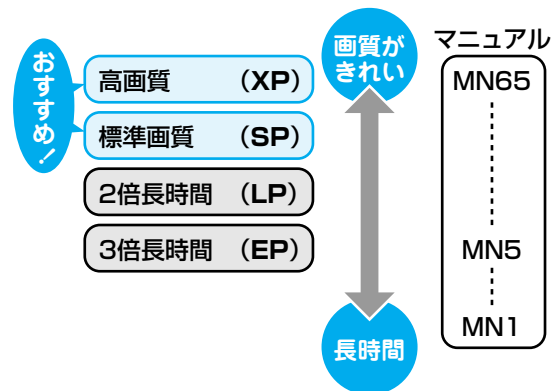 おすすめ！
高画質 （XP）
標準画質 （SP）
2倍長時間 （LP）
3倍長時間 （EP）
画質が
きれい
長時間
マニュアル
MN65
MN5
MN1